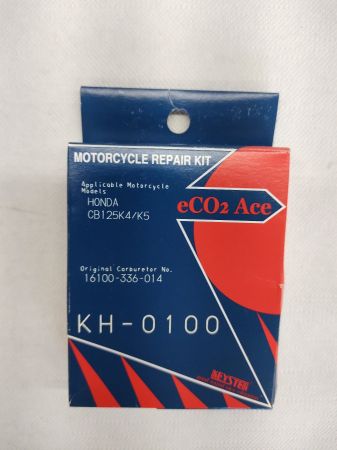 MOTORCYCLE REPAIR KIT
Applicable Motorcycle
Models
HONDA
CB125K4/K5
eCO2 Ace
Original Carburetor No.
16100-336-014
KH-0100
KEYSTER